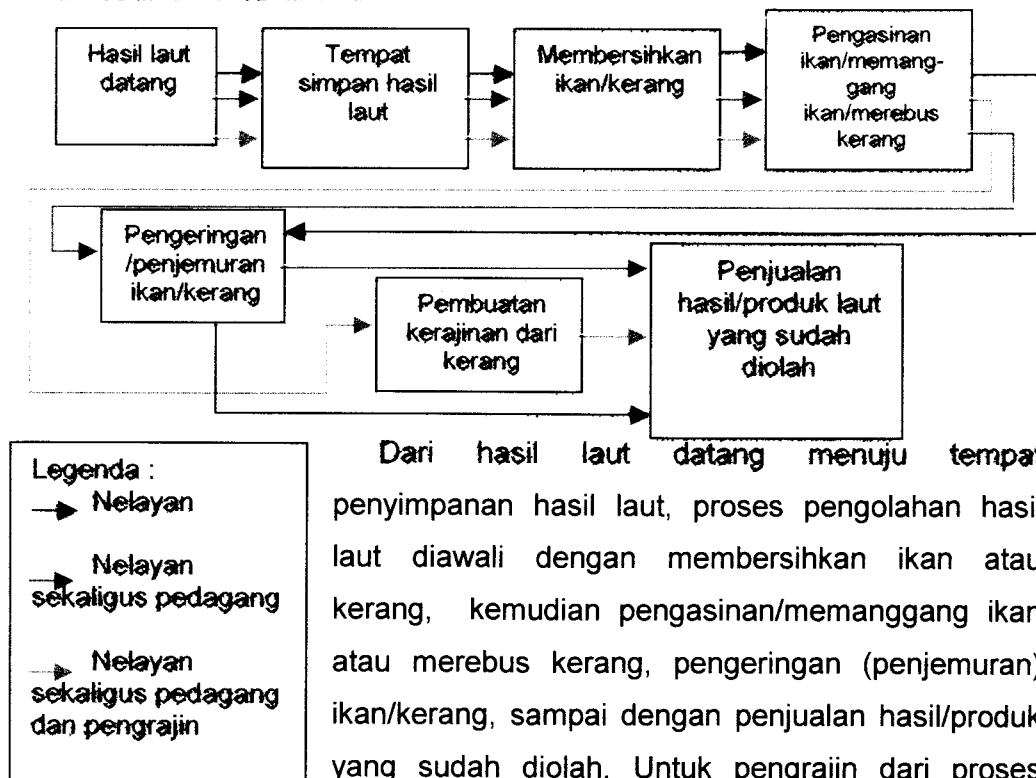 Hasil laut
datang
Tempat
simpan hasil
laut
Membersihkan
ikan/kerang
Pengasinan
ikan/memang-
gang
ikan/merebus
kerang
Pengeringan
/penjemuran
ikan/kerang
Pembuatan
kerajinan dari
kerang
Penjualan
hasil/produk laut
yang sudah
diolah
Legenda :
Nelayan
Nelayan
sekaligus pedagang
Nelayan
sekaligus pedagang
dan pengrajin
Dari hasil laut datang menuju tempat
penyimpanan hasil laut, proses pengolahan hasil
laut diawali dengan membersihkan ikan atau
kerang, kemudian pengasinan/memanggang ikan
atau merebus kerang, pengeringan (penjemuran)
ikan/kerang, sampai dengan penjualan hasil/produk
yang sudah diolah. Untuk pengrajin dari proses